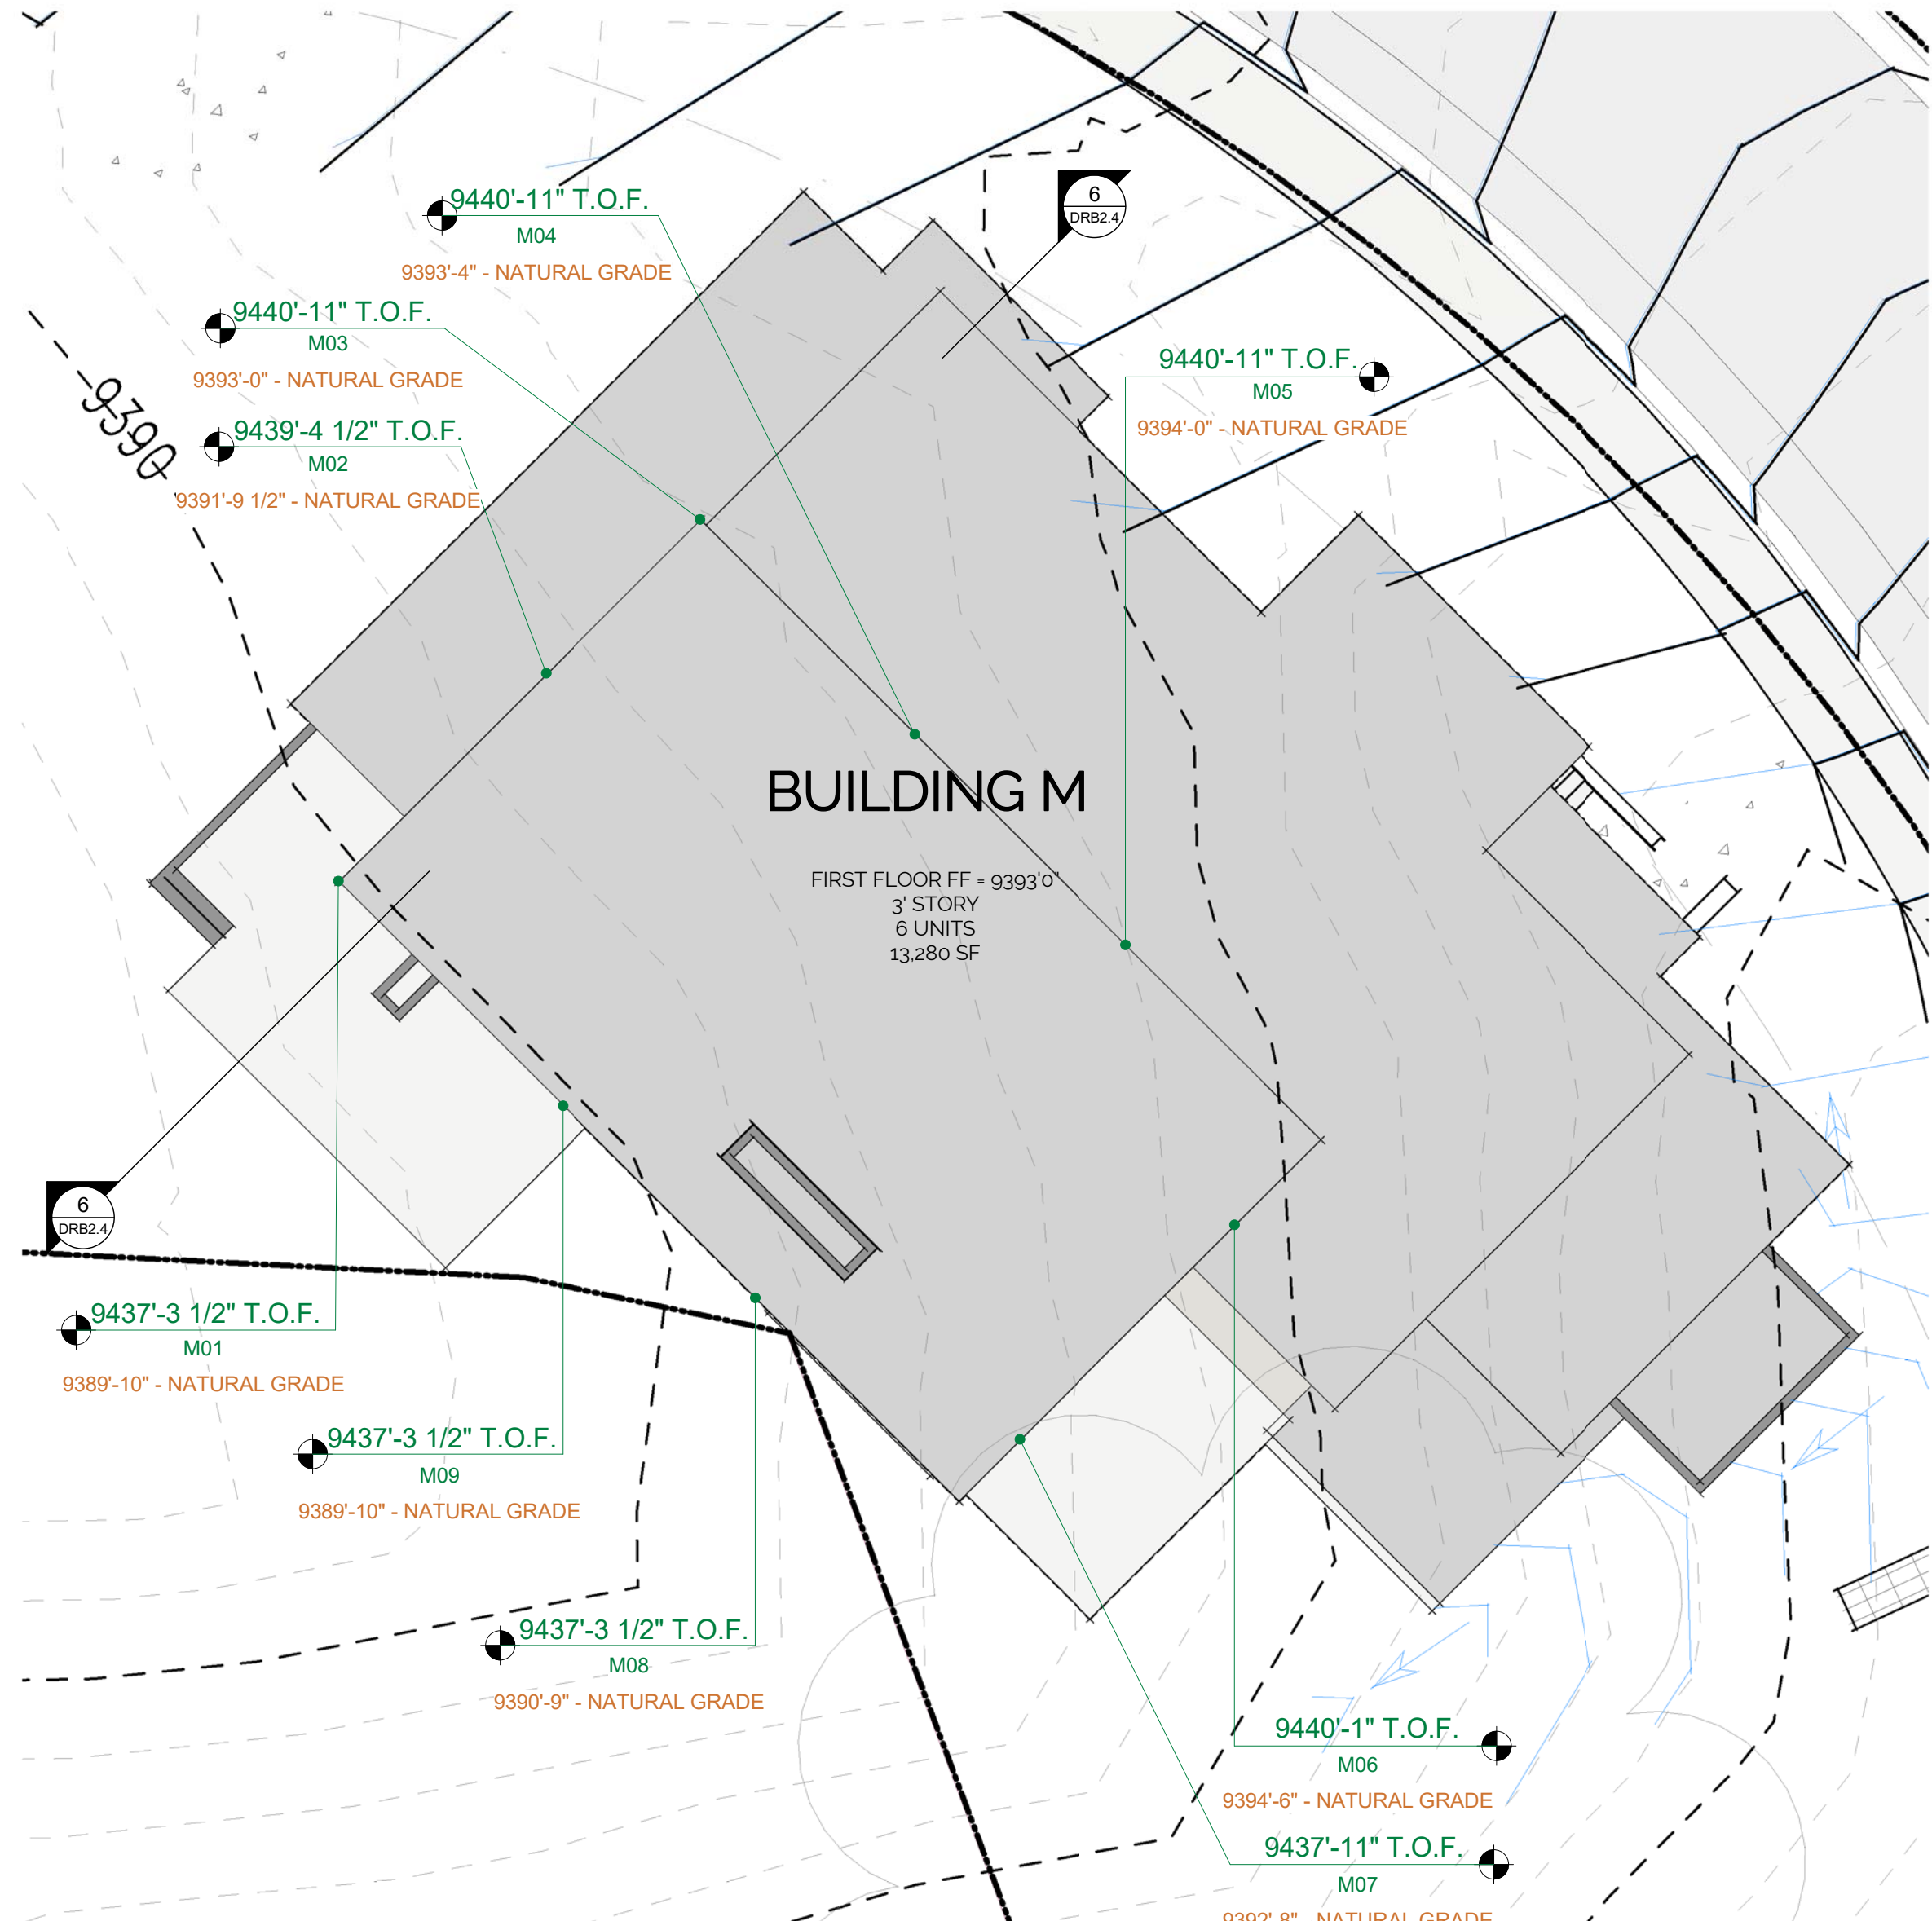 9440'-11" T.O.F.
M04
9393'-4" - NATURAL GRADE
6
DRB2.4
9440'-11" T.O.F.
M03
9393'-0" - NATURAL GRADE
9440'-11" T.O.F.
M05
9394'-0" - NATURAL GRADE
9390
9439'-4 1/2" T.O.F.
M02
9391'-9 1/2" - NATURAL GRADE
BUILDING M
FIRST FLOOR FF = 9393'0"
3' STORY
6 UNITS
13,280 SF
6
DRB2.4
9437'-3 1/2" T.O.F.
M01
9389'-10" - NATURAL GRADE
9437'-3 1/2" T.O.F.
M09
9389'-10" - NATURAL GRADE
9437'-3 1/2" T.O.F.
M08
9390'-9" - NATURAL GRADE
9440'-1" T.O.F.
M06
9394'-6" - NATURAL GRADE
9437'-11" T.O.F.
M07
9392'-8" - NATURAL GRADE